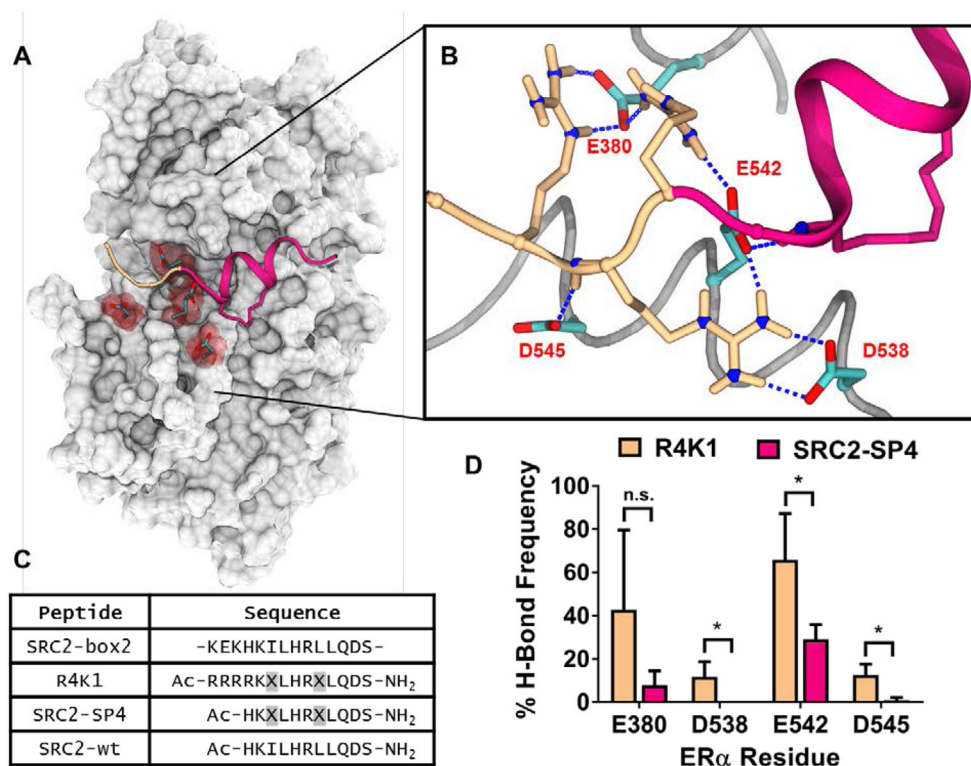 A
B
E380
E542
D545
D538
C
Peptide Sequence
SRC2-box2 -KEKHKILHRLLQDS-
R4K1 Ac-RRRRKXLHRXLQDS-NH2
SRC2-SP4 Ac-HKXLHRXLQDS-NH2
SRC2-wt Ac-HKILHRLLQDS-NH2
D
R4K1 SRC2-SP4
% H-Bond Frequency
100
80
60
40
20
0
n.s.
*
*
*
E380 D538 E542 D545
ERα Residue